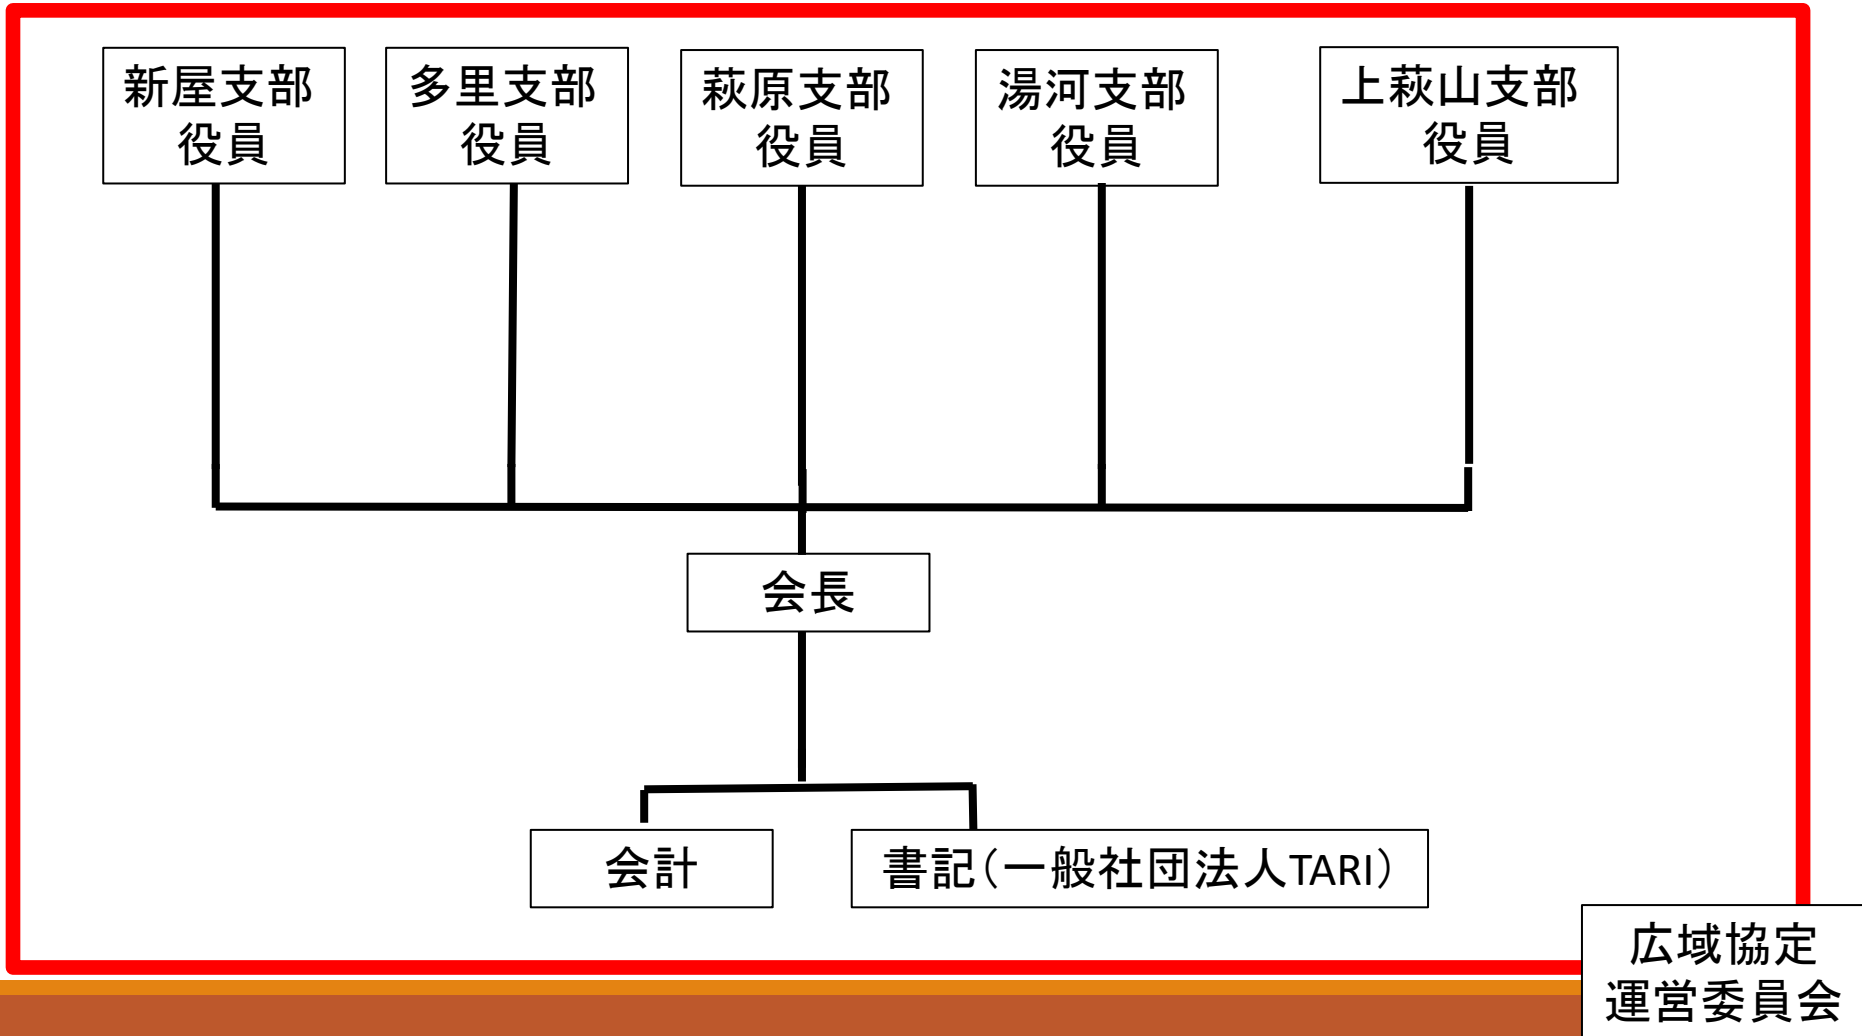 新屋支部
役員
多里支部
役員
萩原支部
役員
湯河支部
役員
上萩山支部
役員
会長
会計
書記（一般社団法人TARI）
広域協定
運営委員会